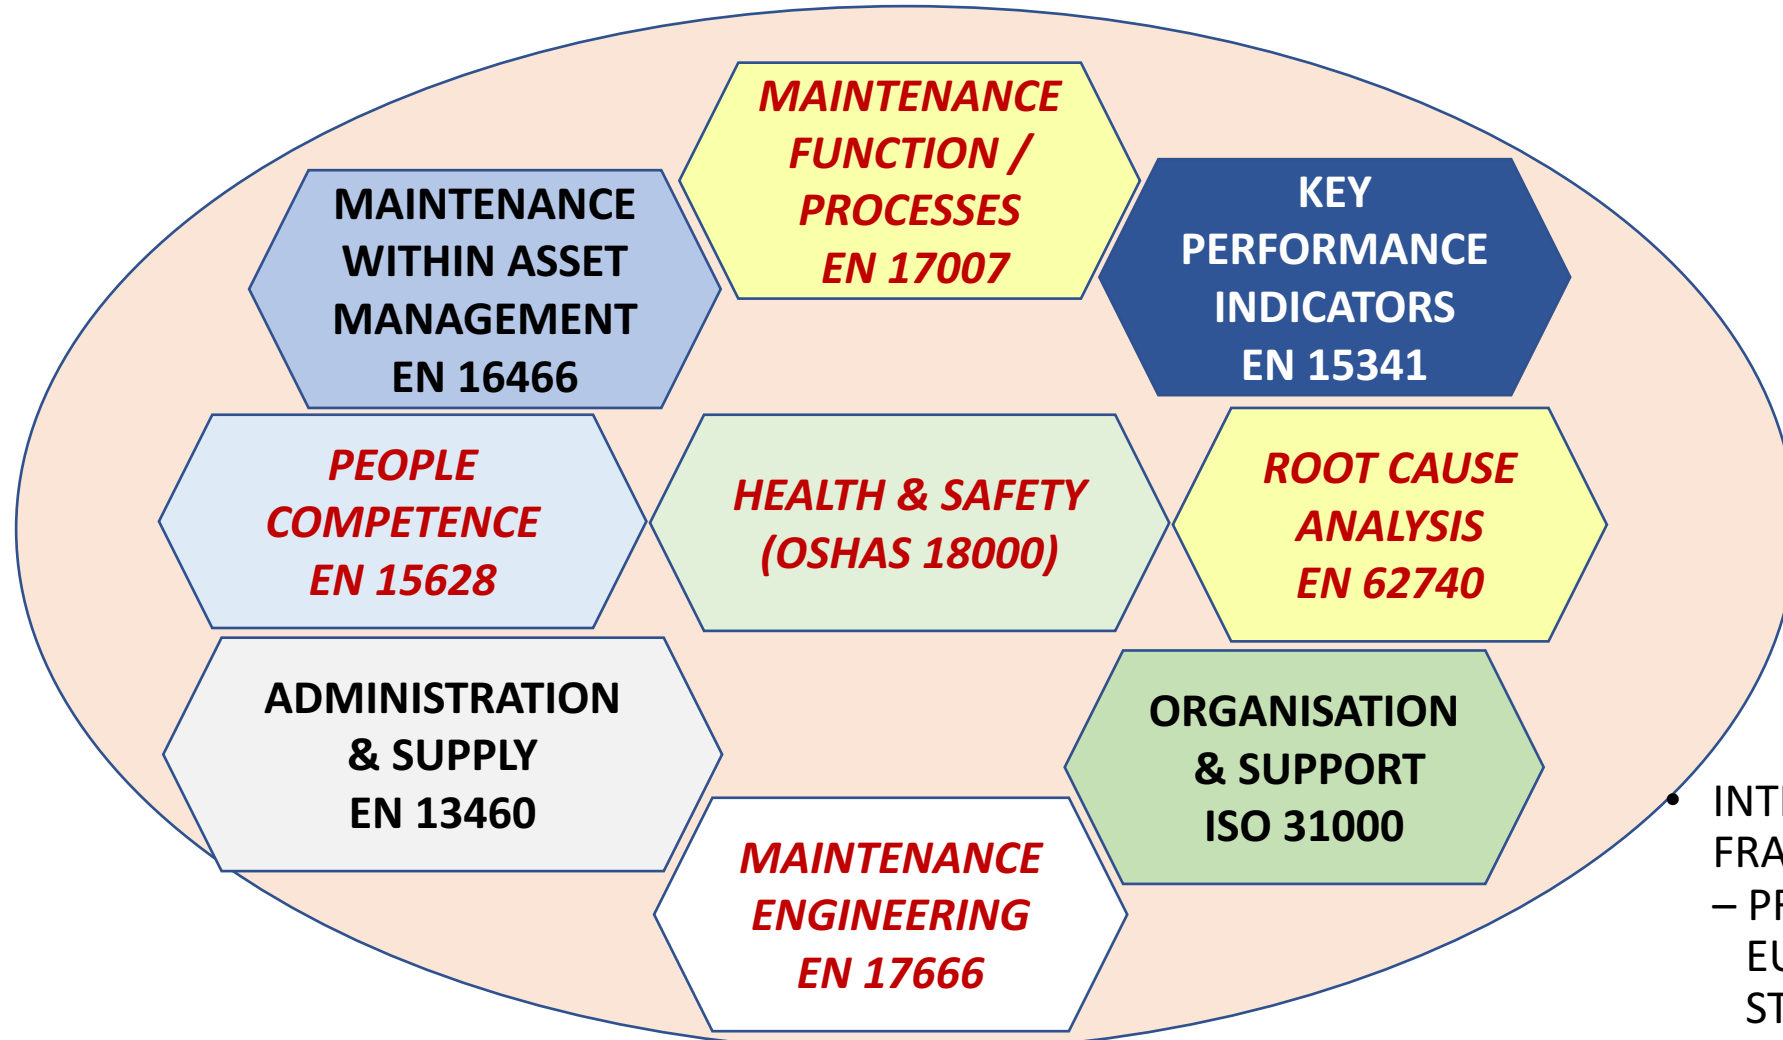 MAINTENANCE
FUNCTION /
PROCESSES
EN 17007
MAINTENANCE
WITHIN ASSET
MANAGEMENT
EN 16466
KEY
PERFORMANCE
INDICATORS
EN 15341
PEOPLE
COMPETENCE
EN 15628
HEALTH & SAFETY
(OSHAS 18000)
ROOT CAUSE
ANALYSIS
EN 62740
ADMINISTRATION
& SUPPLY
EN 13460
ORGANISATION
& SUPPORT
ISO 31000
MAINTENANCE
ENGINEERING
EN 17666